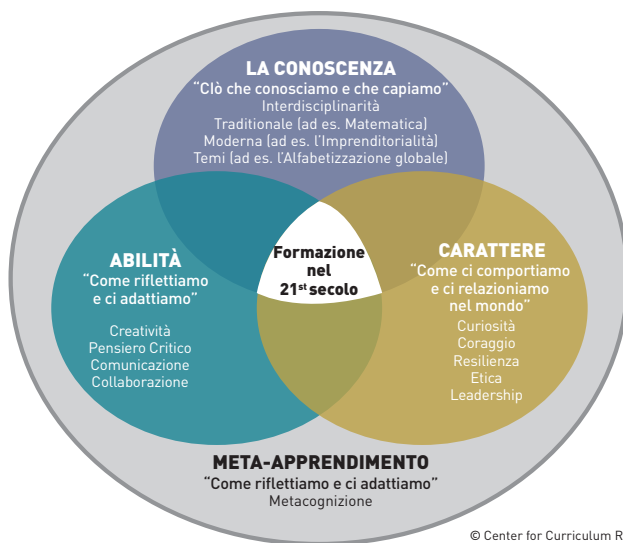 LA CONOSCENZA
“CIò che conosciamo e che capiamo”
Interdisciplinarità
Traditionale (ad es. Matematica)
Moderna (ad es. l’Imprenditorialità)
Temi (ad es. l’Alfabetizzazione globale)
ABILITÀ
“Come riflettiamo
e ci adattiamo”
Creatività
Pensiero Critico
Comunicazione
Collaborazione
Formazione
nel
21st secolo
CARATTERE
“Come ci comportiamo
e ci relazioniamo
nel mondo”
Curiosità
Coraggio
Resilienza
Etica
Leadership
META-APPRENDIMENTO
“Come riflettiamo e ci adattiamo”
Metacognizione
© Center for Curriculum R